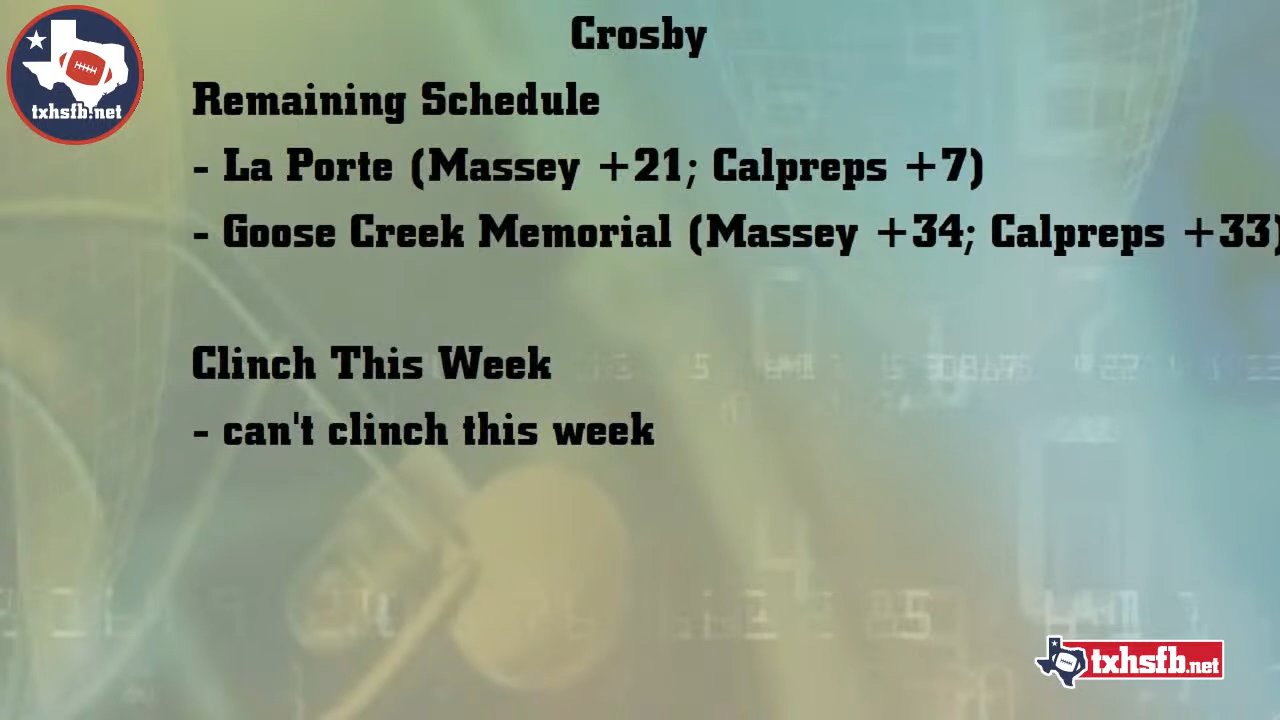 Crosby
txhsfb.net
Remaining Schedule
- La Porte (Massey +21; Calpreps +7)
- Goose Creek Memorial (Massey +34; Calpreps +33)
Clinch This Week
- can't clinch this week
txhsfb.net